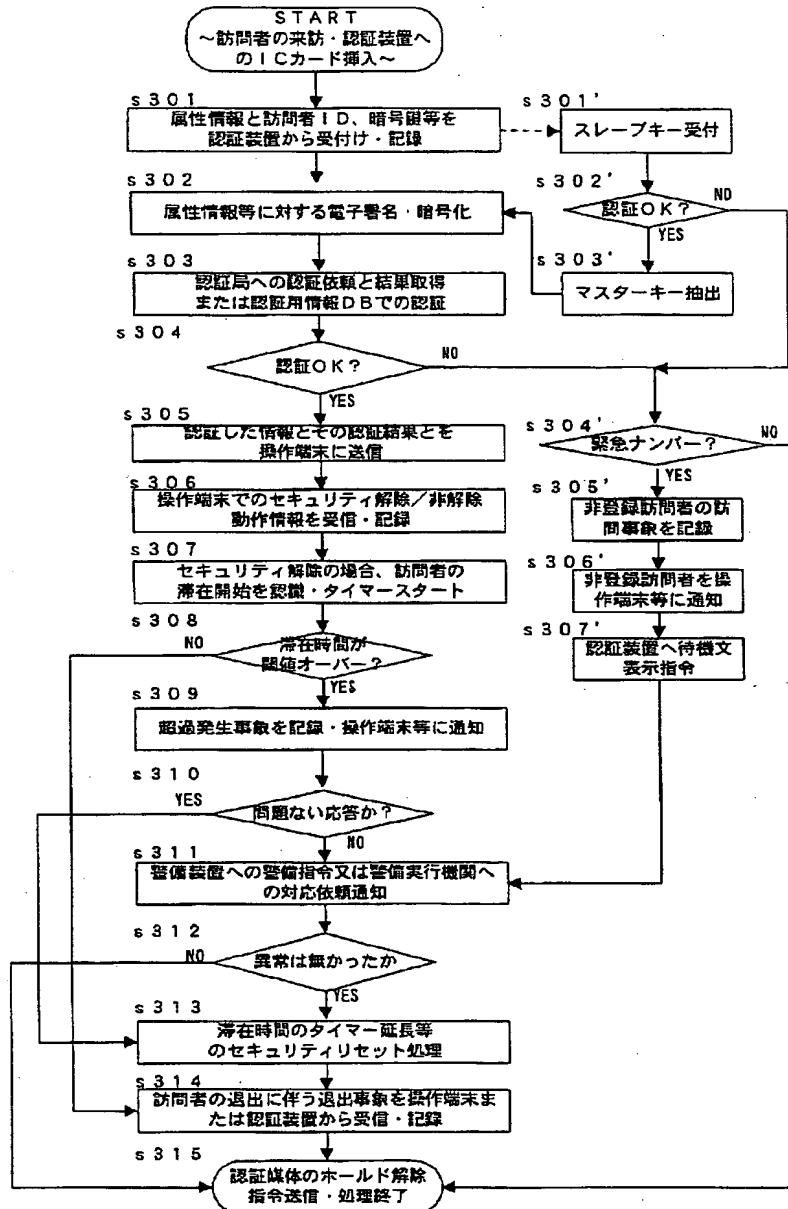 START
～訪問者の来訪・認証装置へ
のＩＣカード挿入～
s301
属性情報と訪問者ＩＤ、暗号鍵等を
認証装置から受付け・記録
s301'
スレーブキー受付
s302
属性情報等に対する電子署名・暗号化
s302'
認証ＯＫ？
NO
YES
s303
認証局への認証依頼と結果取得
または認証用情報ＤＢでの認証
s303'
マスターキー抽出
s304
認証ＯＫ？
NO
YES
s304'
緊急ナンバー？
NO
YES
s305
認証した情報とその認証結果とを
操作端末に送信
s305'
非登録訪問者の訪
問事象を記録
s306
操作端末でのセキュリティ解除／非解除
動作情報を受信・記録
s306'
非登録訪問者を操
作端末等に通知
s307
セキュリティ解除の場合、訪問者の
滞在開始を認識・タイマースタート
s307'
認証装置へ待機文
表示指令
s308
NO
滞在時間が
閾値オーバー？
YES
s309
超過発生事象を記録・操作端末等に通知
s310
YES
問題ない応答か？
NO
s311
警備装置への警備指令又は警備実行機関へ
の対応依頼通知
s312
NO
異常は無かったか
YES
s313
滞在時間のタイマー延長等
のセキュリティリセット処理
s314
訪問者の退出に伴う退出事象を操作端末ま
たは認証装置から受信・記録
s315
認証媒体のホールド解除
指令送信・処理終了